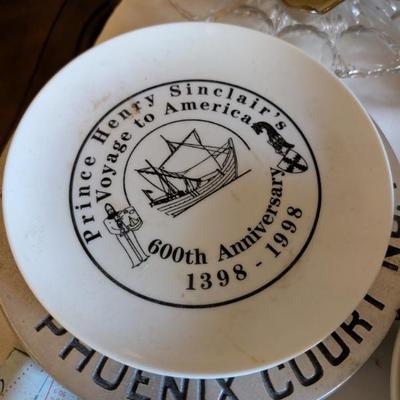 Prince Henry Sinclair's
Voyage to America
600th Anniversary
1398 - 1998
PHOENIX COURT